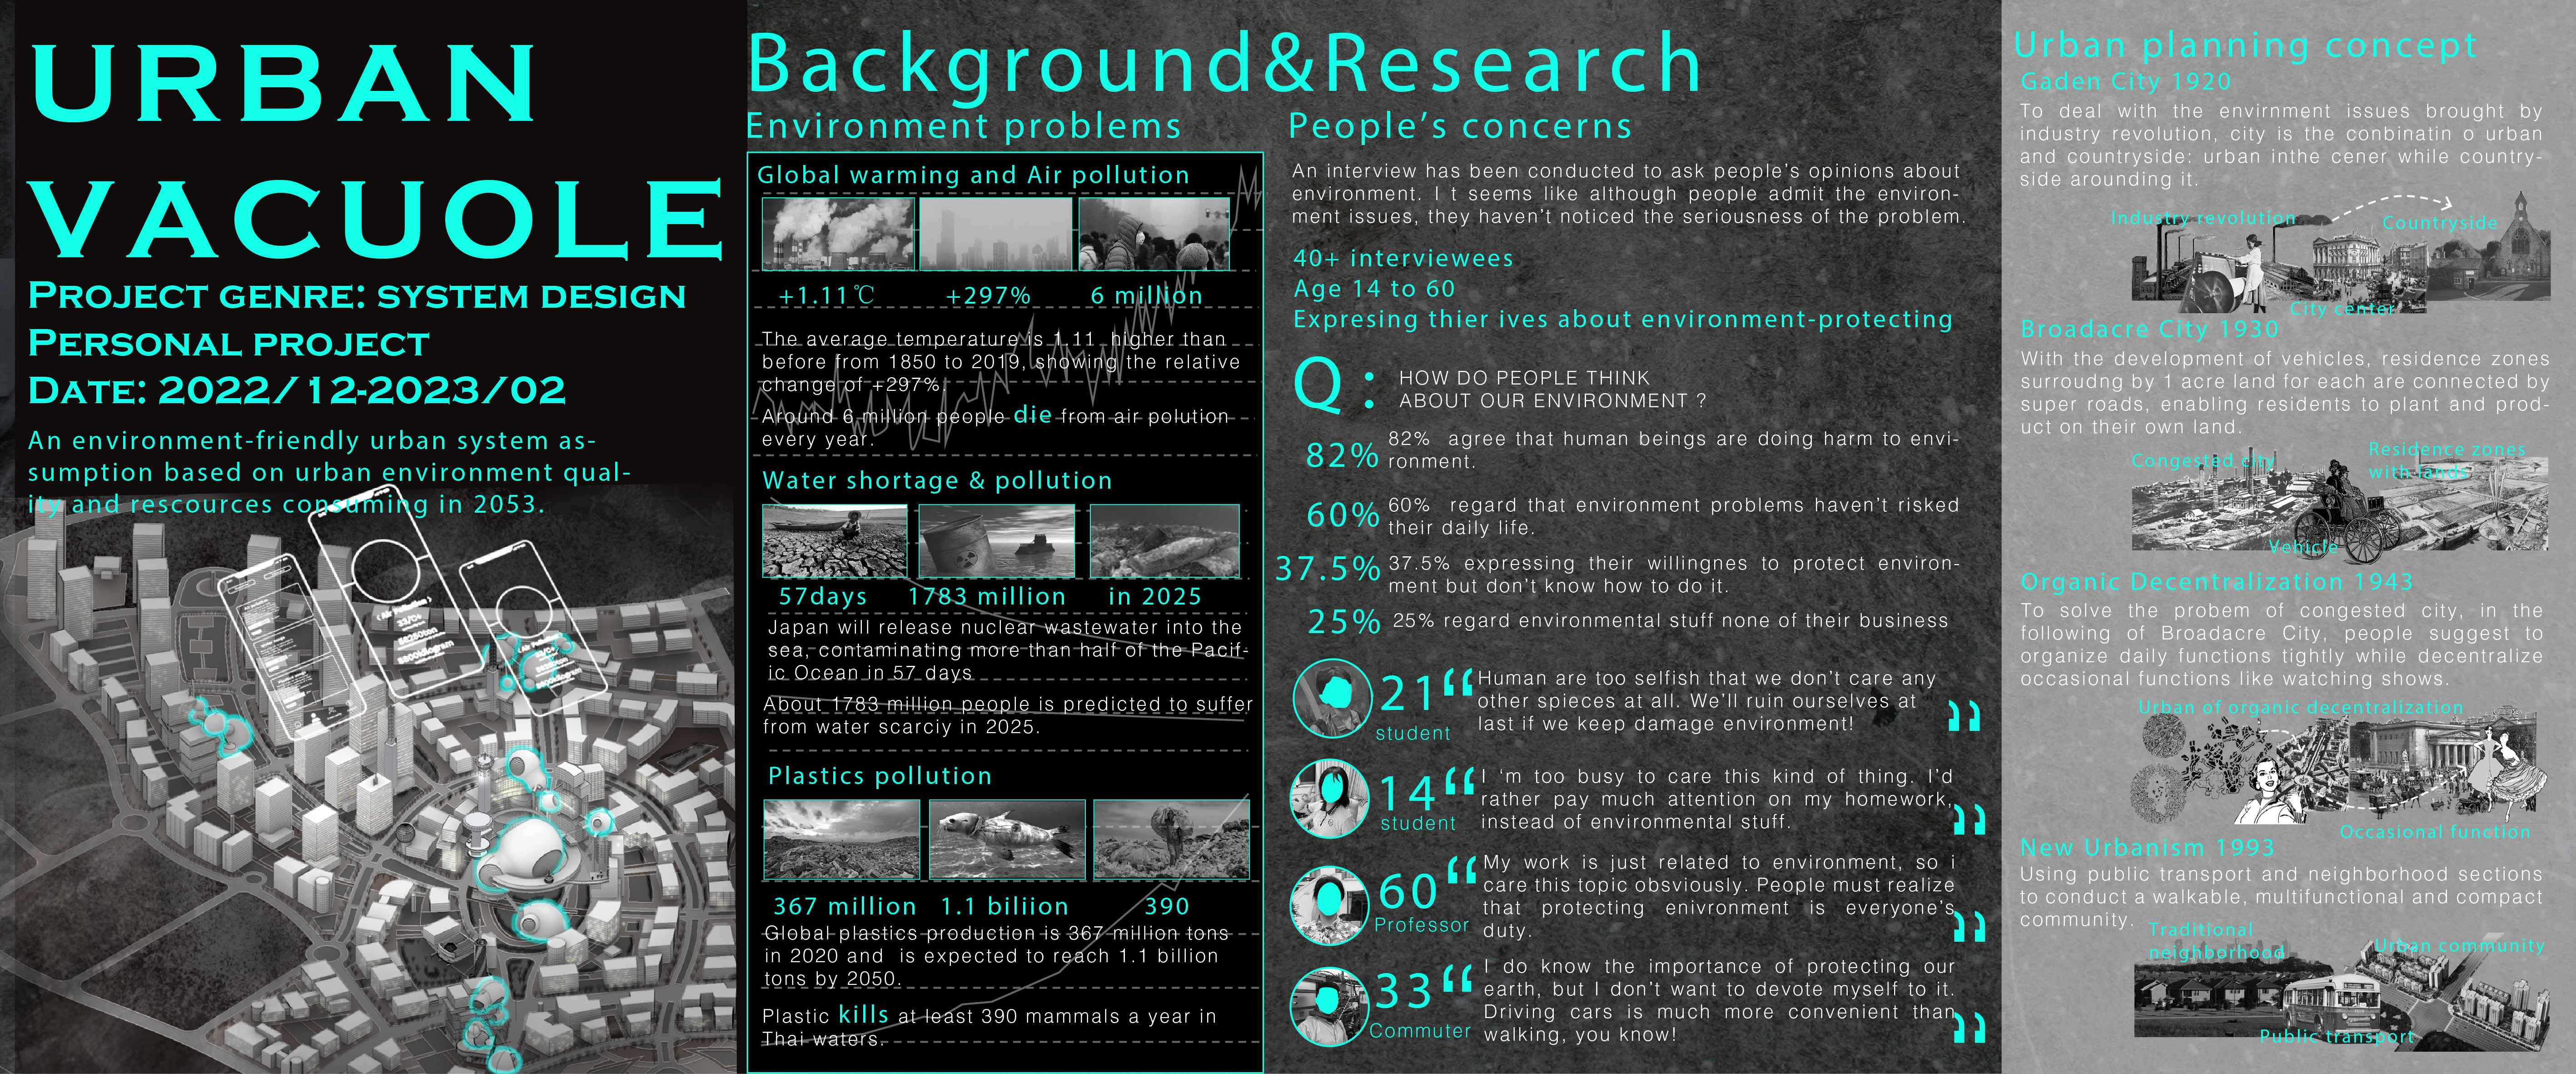 URBAN
VACUOLE
PROJECT GENRE: SYSTEM DESIGN
PERSONAL PROJECT
DATE: 2022/12-2023/02
An environment-friendly urban system as-
sumption based on urban environment qual-
ity and rescources consuming in 2053.
Background&Research
Environment problems
Global warming and Air pollution
+1.11℃ +297% 6 million
The average temperature is 1.11 higher than
before from 1850 to 2019, showing the relative
change of +297%.
Around 6 million people die from air polution
every year.
Water shortage & pollution
57days 1783 million in 2025
Japan will release nuclear wastewater into the
sea, contaminating more than half of the Pacif-
ic Ocean in 57 days
About 1783 million people is predicted to suffer
from water scarciy in 2025.
Plastics pollution
367 million 1.1 biliion 390
Global plastics production is 367 million tons
in 2020 and is expected to reach 1.1 billion
tons by 2050.
Plastic kills at least 390 mammals a year in
Thai waters.
People's concerns
An interview has been conducted to ask people's opinions about
environment. I t seems like although people admit the environ-
ment issues, they haven't noticed the seriousness of the problem.
40+ interviewees
Age 14 to 60
Expresing thier ives about environment-protecting
Q : HOW DO PEOPLE THINK
ABOUT OUR ENVIRONMENT ?
82% 82% agree that human beings are doing harm to envi-
ronment.
60% 60% regard that environment problems haven't risked
their daily life.
37.5% 37.5% expressing their willingnes to protect environ-
ment but don't know how to do it.
25% 25% regard environmental stuff none of their business
21 student
“Human are too selfish that we don't care any
other spieces at all. We'll ruin ourselves at
last if we keep damage environment! ”
14 student
“I 'm too busy to care this kind of thing. I'd
rather pay much attention on my homework,
instead of environmental stuff. ”
60 Professor
“My work is just related to environment, so i
care this topic obsviously. People must realize
that protecting enivronment is everyone's
duty. ”
33 Commuter
“I do know the importance of protecting our
earth, but I don't want to devote myself to it.
Driving cars is much more convenient than
walking, you know! ”
Urban planning concept
Gaden City 1920
To deal with the envirnment issues brought by
industry revolution, city is the conbinatin o urban
and countryside: urban inthe cener while country-
side arounding it.
Industry revolution
Countryside
City center
Broadacre City 1930
With the development of vehicles, residence zones
surroudng by 1 acre land for each are connected by
super roads, enabling residents to plant and prod-
uct on their own land.
Congested city
Residence zones
with lands
Vehicle
Organic Decentralization 1943
To solve the probem of congested city, in the
following of Broadacre City, people suggest to
organize daily functions tightly while decentralize
occasional functions like watching shows.
Urban of organic decentralization
Occasional function
New Urbanism 1993
Using public transport and neighborhood sections
to conduct a walkable, multifunctional and compact
community.
Traditional
neighborhood
Urban community
Public transport